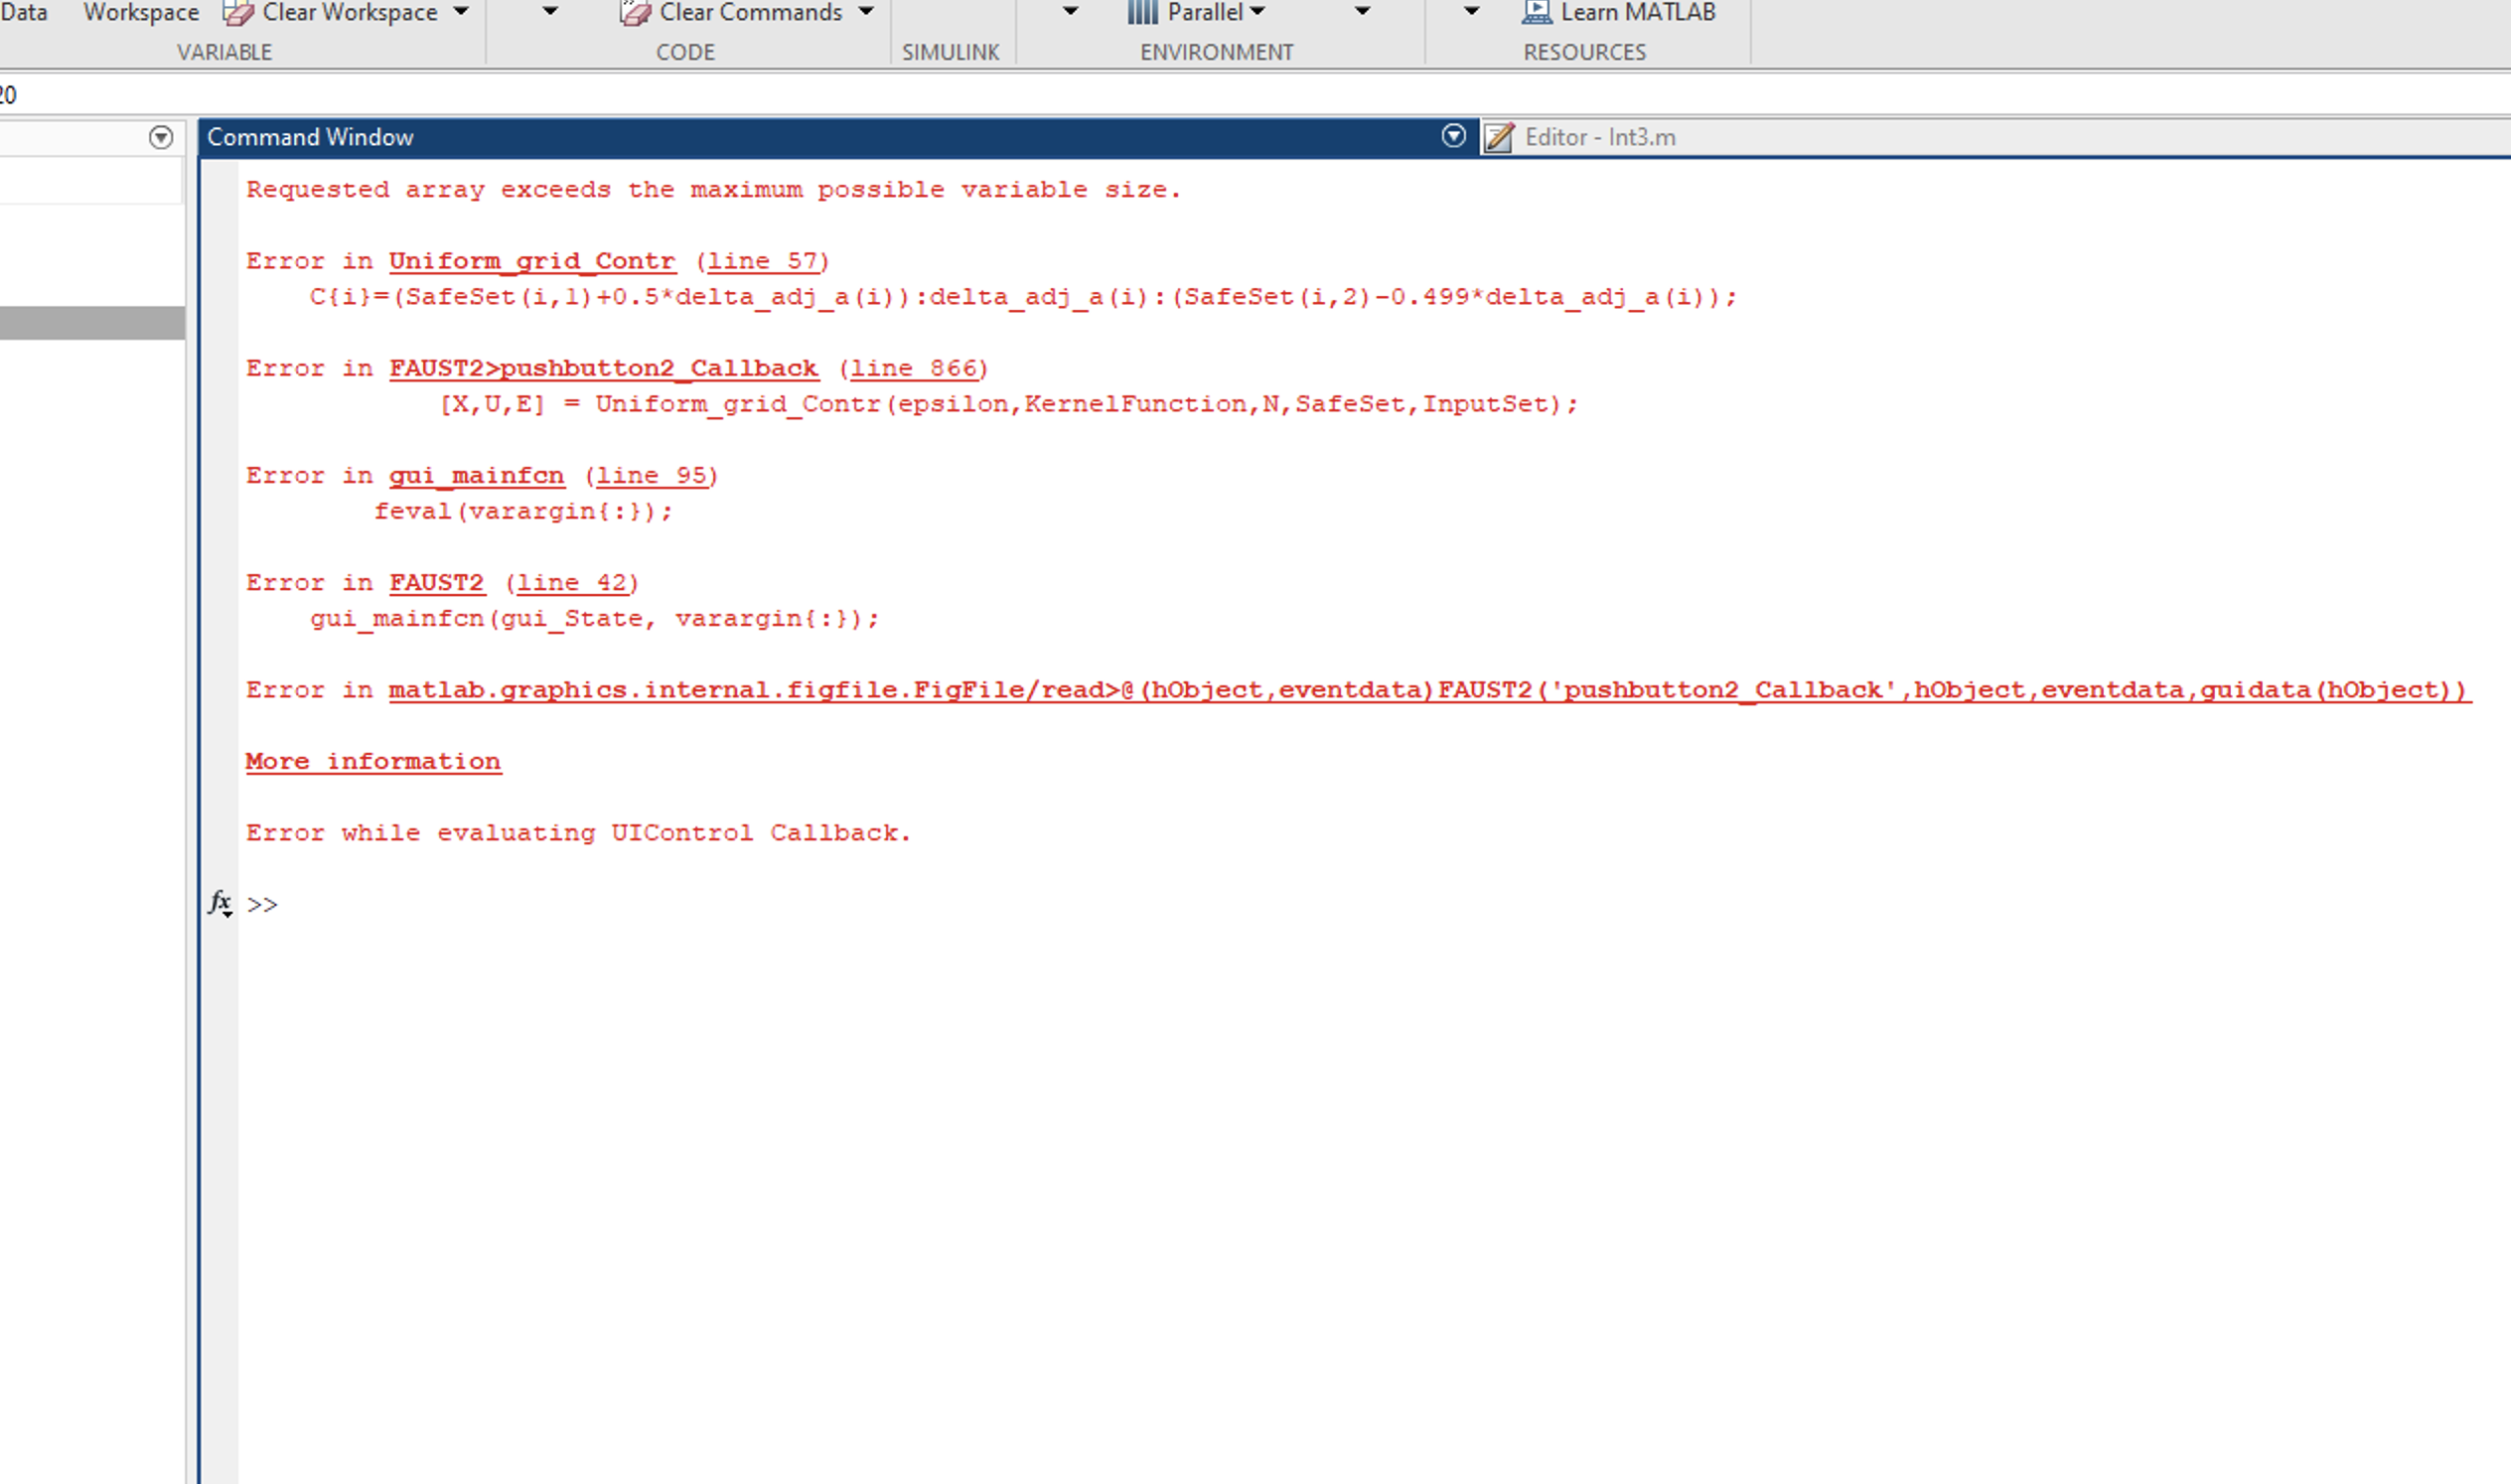 Data Workspace Clear Workspace Clear Commands Parallel Learn MATLAB
VARIABLE CODE SIMULINK ENVIRONMENT RESOURCES
20
Command Window Editor - Int3.m
Requested array exceeds the maximum possible variable size.
Error in Uniform_grid_Contr (line 57)
C{i}=(SafeSet(i,1)+0.5*delta_adj_a(i)):delta_adj_a(i):(SafeSet(i,2)-0.499*delta_adj_a(i));
Error in FAUST2>pushbutton2_Callback (line 866)
[X,U,E] = Uniform_grid_Contr(epsilon,KernelFunction,N,SafeSet,InputSet);
Error in gui_mainfcn (line 95)
feval(varargin{:});
Error in FAUST2 (line 42)
gui_mainfcn(gui_State, varargin{:});
Error in matlab.graphics.internal.figfile.FigFile/read>@(hObject,eventdata)FAUST2('pushbutton2_Callback',hObject,eventdata,guidata(hObject))
More information
Error while evaluating UIControl Callback.
fx >>